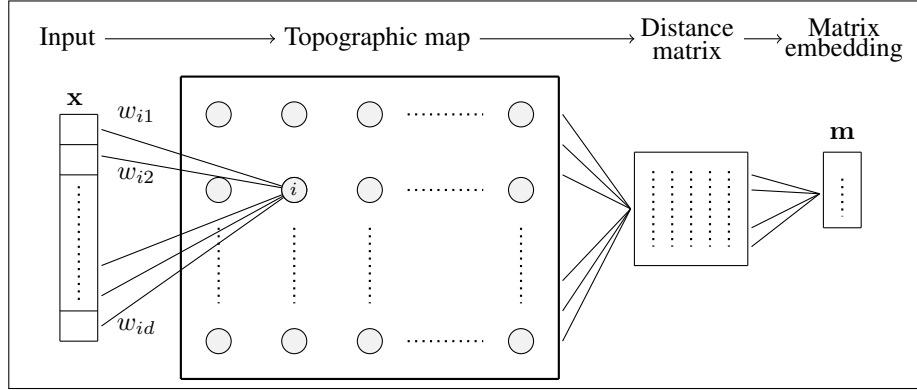 Input
Topographic map
Distance
matrix
Matrix
embedding
x
w_{i1}
w_{i2}
i
w_{id}
m